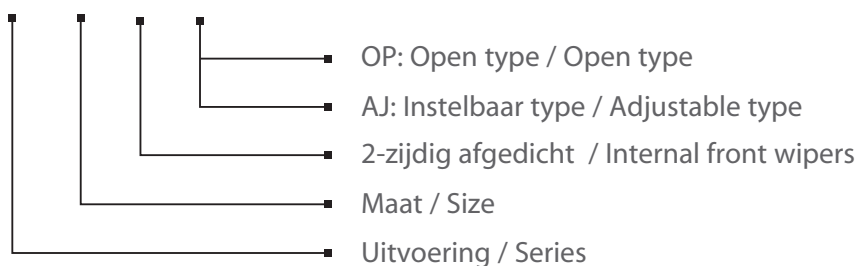 OP: Open type / Open type
AJ: Instelbaar type / Adjustable type
2-zijdig afgedicht / Internal front wipers
Maat / Size
Uitvoering / Series